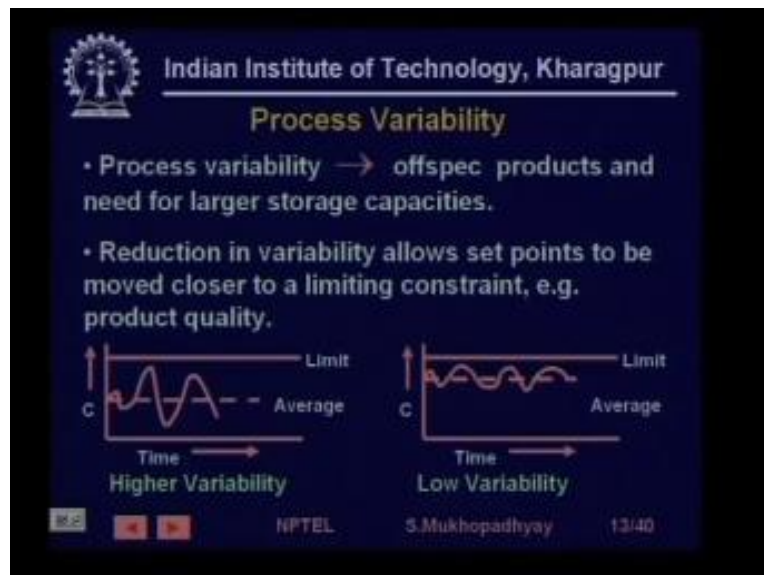 Indian Institute of Technology, Kharagpur
Process Variability
• Process variability → offspec products and
need for larger storage capacities.
• Reduction in variability allows set points to be
moved closer to a limiting constraint, e.g.
product quality.
Limit
C
Average
Time
Higher Variability
Limit
C
Average
Time
Low Variability
NPTEL S.Mukhopadhyay 13/40